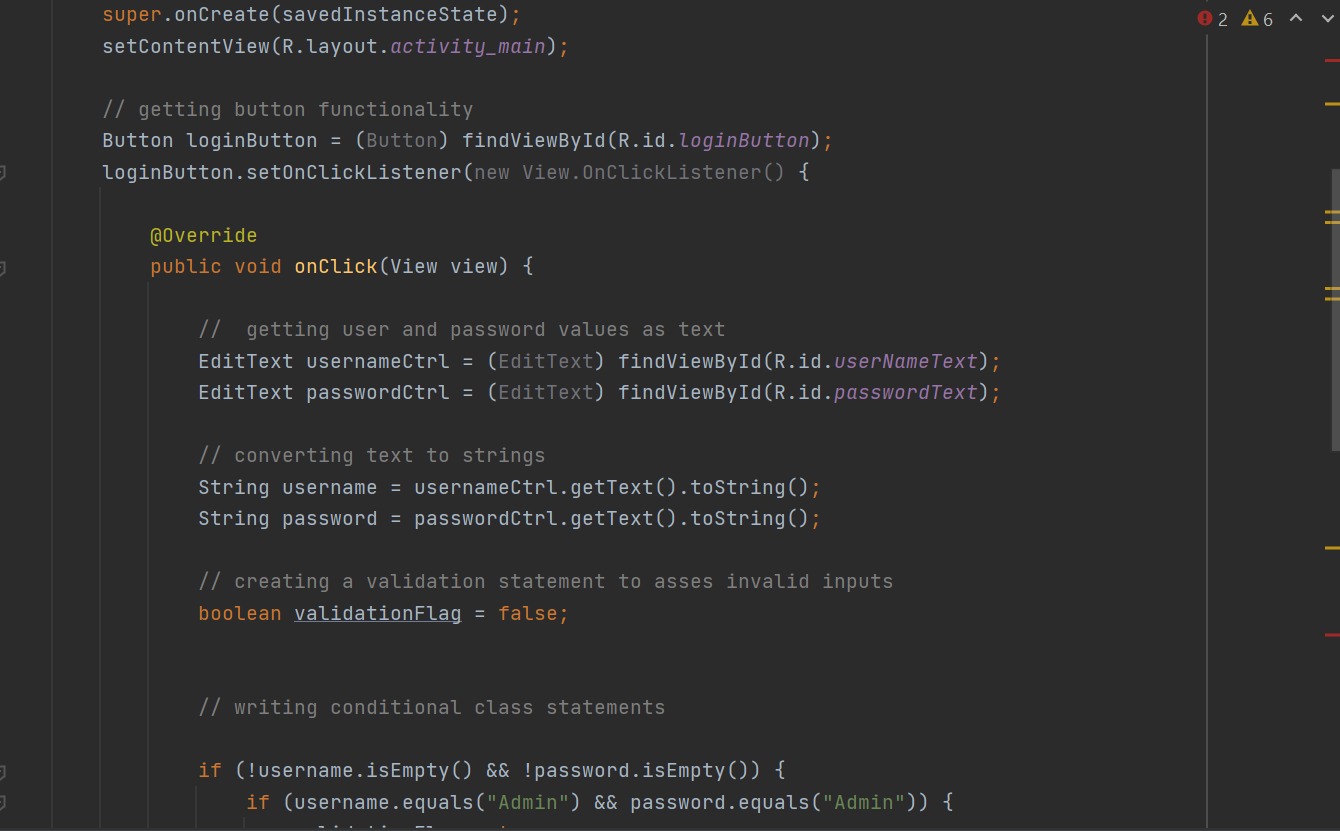 super.onCreate(savedInstanceState);
2 6
setContentView(R.layout.activity_main);
// getting button functionality
Button loginButton = (Button) findViewById(R.id.loginButton);
loginButton.setOnClickListener(new View.OnClickListener() {
@Override
public void onClick(View view) {
//  getting user and password values as text
EditText usernameCtrl = (EditText) findViewById(R.id.userNameText);
EditText passwordCtrl = (EditText) findViewById(R.id.passwordText);
// converting text to strings
String username = usernameCtrl.getText().toString();
String password = passwordCtrl.getText().toString();
// creating a validation statement to asses invalid inputs
boolean validationFlag = false;
// writing conditional class statements
if (!username.isEmpty() && !password.isEmpty()) {
if (username.equals("Admin") && password.equals("Admin")) {